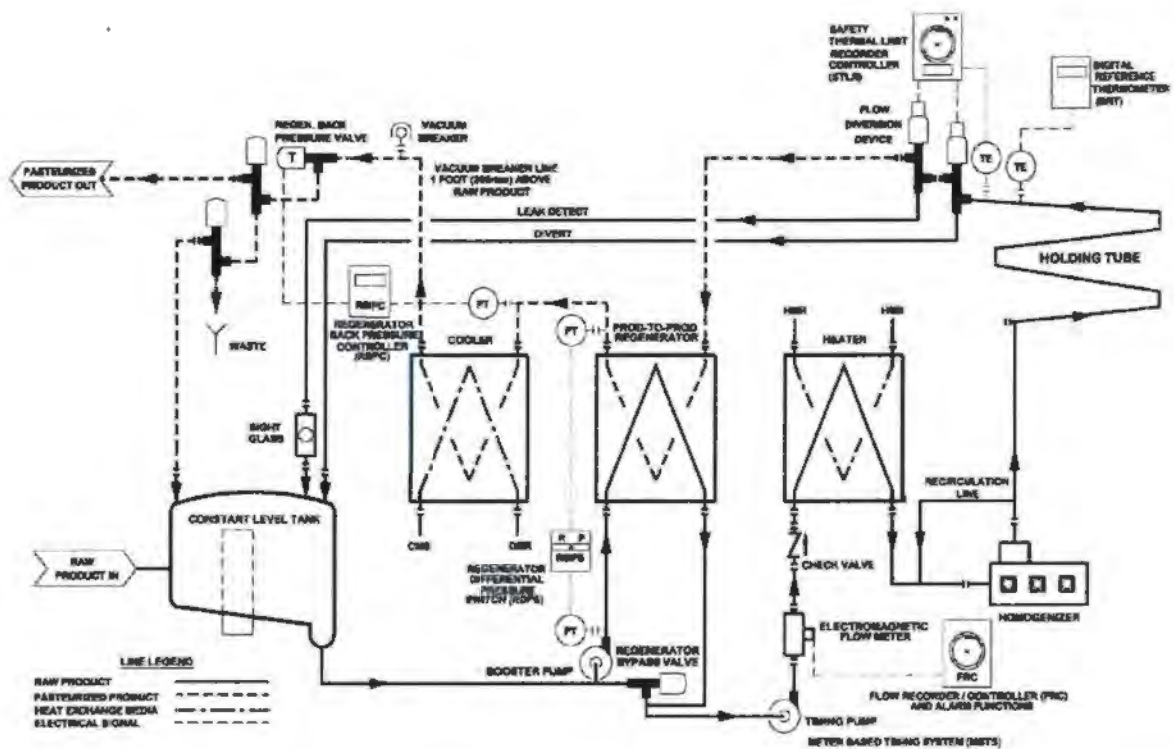 SAFETY
THERMAL LIMIT
RECORDER
CONTROLLER
(STLR)
DIGITAL
REFERENCE
THERMOMETER
(DRT)
FLOW
DIVERSION
DEVICE
TE
TE
REGEN. BACK
PRESSURE VALVE
T
VACUUM
BREAKER
PASTEURIZED
PRODUCT OUT
VACUUM BREAKER LINE
ABOVE
RAW PRODUCT
LEAK DETECT
DIVERT
HOLDING TUBE
WASTE
RBPC
REGENERATOR
BACK PRESSURE
CONTROLLER
(RBPC)
PT
PT
COOLER
PROD-TO-PROD
REGENERATOR
HEATER
SIGHT
GLASS
CONSTANT LEVEL TANK
RAW
PRODUCT IN
R P
RDPS
REGENERATOR
DIFFERENTIAL
PRESSURE
SWITCH (RDPS)
PT
RECIRCULATION
LINE
CHECK VALVE
HOMOGENIZER
ELECTROMAGNETIC
FLOW METER
FRC
FLOW RECORDER / CONTROLLER (FRC)
AND ALARM FUNCTIONS
BOOSTER PUMP
REGENERATOR
BYPASS VALVE
TIMING PUMP
METER BASED TIMING SYSTEM (MBTS)
LINE LEGEND
RAW PRODUCT
PASTEURIZED PRODUCT
HEAT EXCHANGE MEDIA
ELECTRICAL SIGNAL